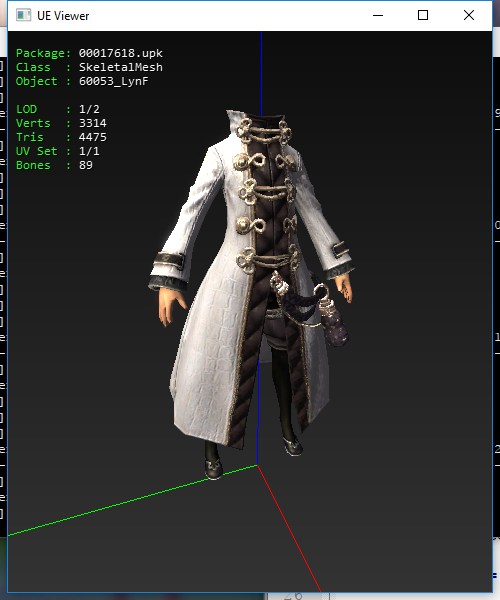 UE Viewer
Package: 00017618.upk
Class : SkeletalMesh
Object : 60053_LynF
LOD : 1/2
Verts : 3314
Tris : 4475
UV Set : 1/1
Bones : 89